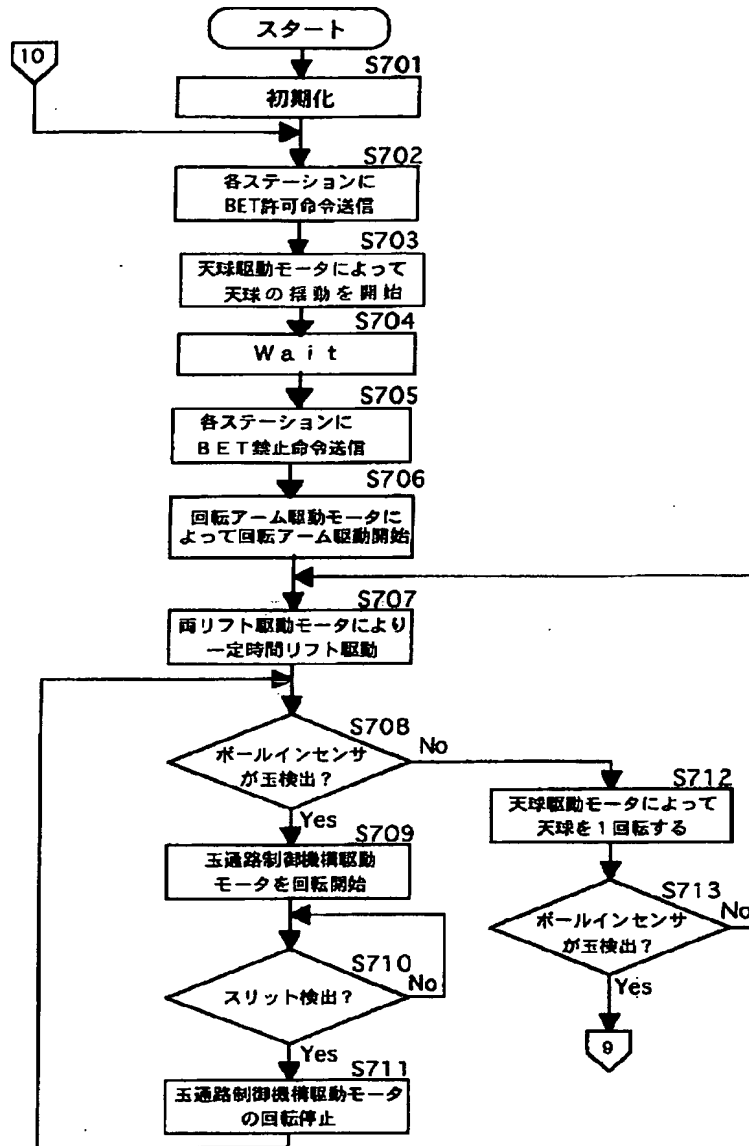 スタート
10
S701
初期化
S702
各ステーションに
BET許可命令送信
S703
天球駆動モータによって
天球の揺動を開始
S704
Wait
S705
各ステーションに
BET禁止命令送信
S706
回転アーム駆動モータに
よって回転アーム駆動開始
S707
両リフト駆動モータにより
一定時間リフト駆動
S708
ボールインセンサ
が玉検出?
No
Yes
S712
天球駆動モータによって
天球を1回転する
S709
玉通路制御機構駆動
モータを回転開始
S713
ボールインセンサ
が玉検出?
No
Yes
9
S710
スリット検出?
No
Yes
S711
玉通路制御機構駆動モータ
の回転停止